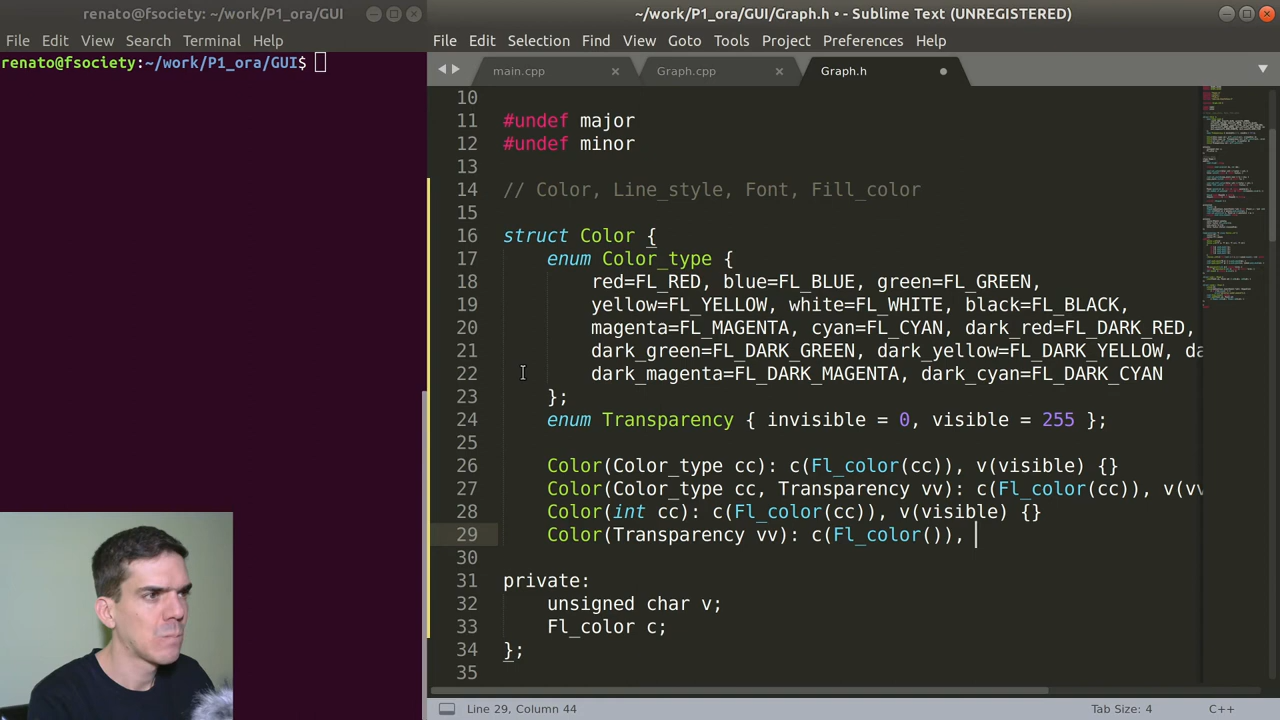 renato@fsociety: ~/work/P1_ora/GUI
File Edit View Search Terminal Help
renato@fsociety:~/work/P1_ora/GUI$
~/work/P1_ora/GUI/Graph.h • - Sublime Text (UNREGISTERED)
File Edit Selection Find View Goto Tools Project Preferences Help
main.cpp Graph.cpp Graph.h
10
11 #undef major
12 #undef minor
13
14 // Color, Line_style, Font, Fill_color
15
16 struct Color {
17 enum Color_type {
18 red=FL_RED, blue=FL_BLUE, green=FL_GREEN,
19 yellow=FL_YELLOW, white=FL_WHITE, black=FL_BLACK,
20 magenta=FL_MAGENTA, cyan=FL_CYAN, dark_red=FL_DARK_RED,
21 dark_green=FL_DARK_GREEN, dark_yellow=FL_DARK_YELLOW, da
22 dark_magenta=FL_DARK_MAGENTA, dark_cyan=FL_DARK_CYAN
23 };
24 enum Transparency { invisible = 0, visible = 255 };
25
26 Color(Color_type cc): c(Fl_color(cc)), v(visible) {}
27 Color(Color_type cc, Transparency vv): c(Fl_color(cc)), v(vv
28 Color(int cc): c(Fl_color(cc)), v(visible) {}
29 Color(Transparency vv): c(Fl_color()),
30
31 private:
32 unsigned char v;
33 Fl_color c;
34 };
35
Line 29, Column 44 Tab Size: 4 C++